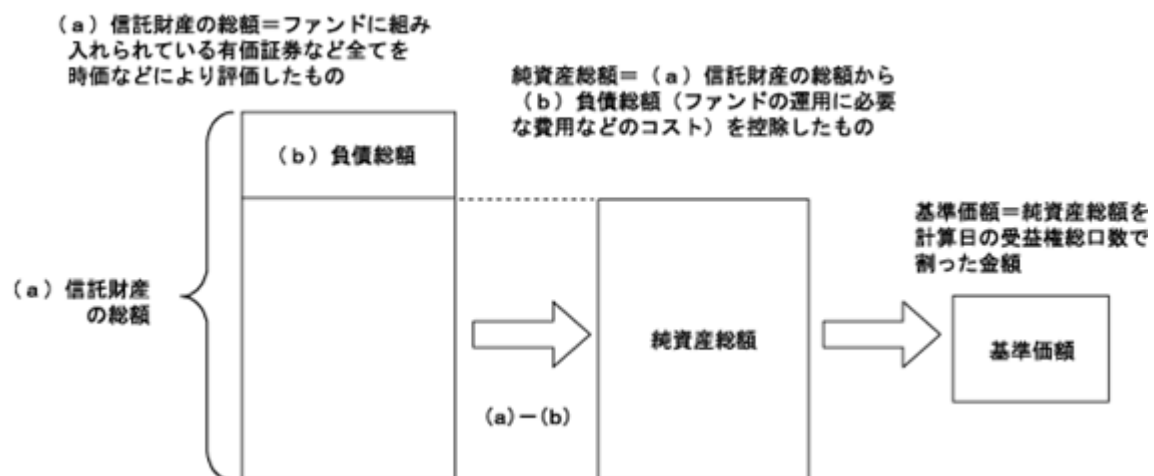 （a）信託財産の総額＝ファンドに組み
入れられている有価証券など全てを
時価などにより評価したもの
純資産総額＝（a）信託財産の総額から
（b）負債総額（ファンドの運用に必要
な費用などのコスト）を控除したもの
（b）負債総額
基準価額＝純資産総額を
計算日の受益権総口数で
割った金額
（a）信託財産
の総額
純資産総額
基準価額
(a)－(b)